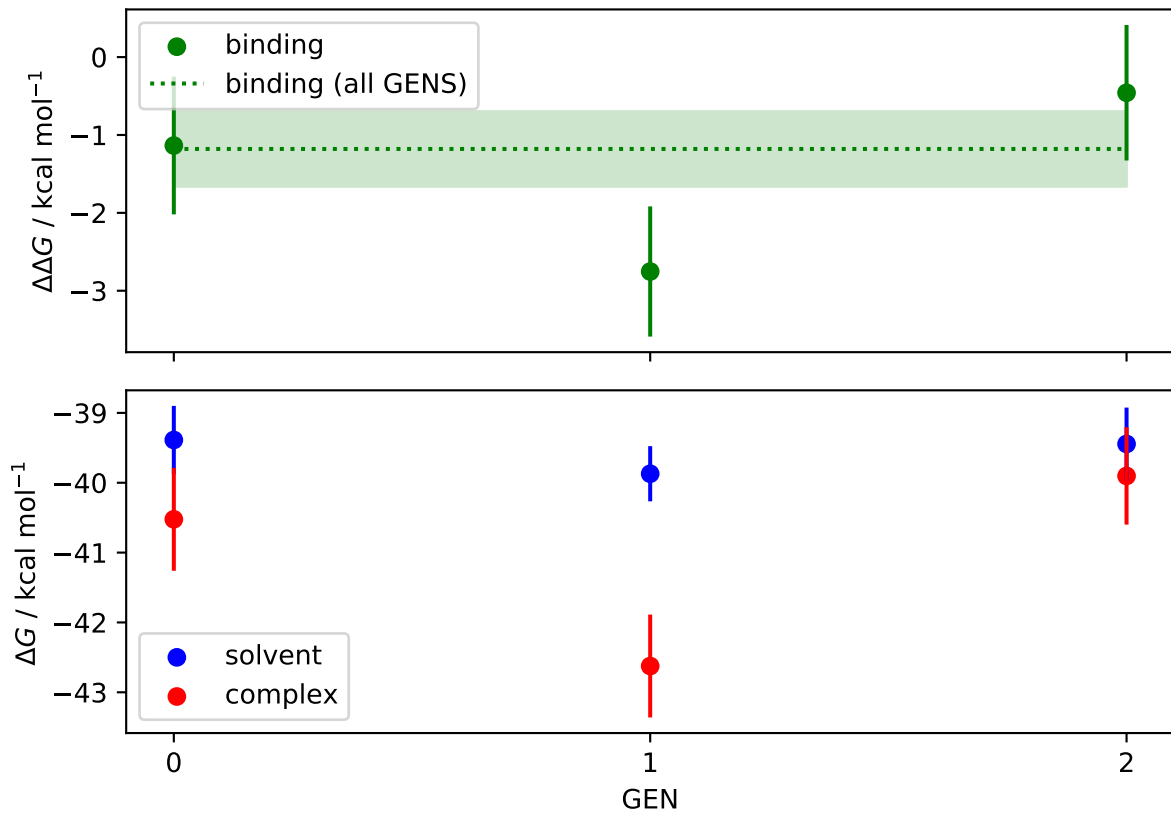 0
−1
−2
−3
ΔΔG / kcal mol⁻¹
binding
binding (all GENS)
−39
−40
−41
−42
−43
ΔG / kcal mol⁻¹
solvent
complex
0 1 2
GEN